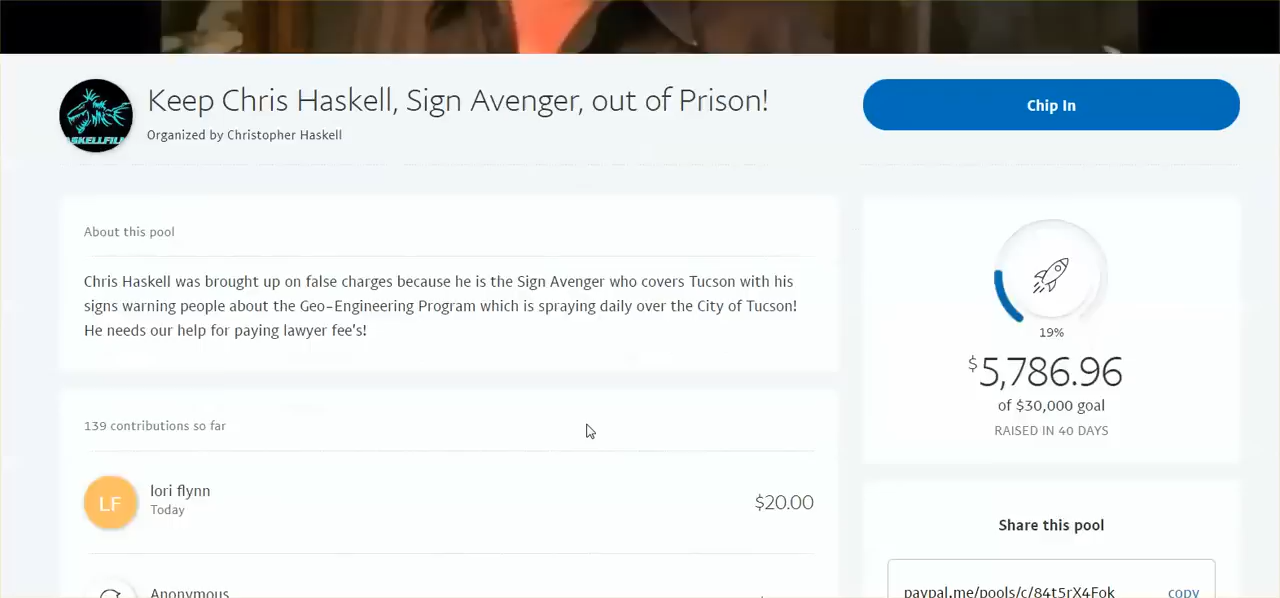 Keep Chris Haskell, Sign Avenger, out of Prison!
Organized by Christopher Haskell
Chip In
About this pool
Chris Haskell was brought up on false charges because he is the Sign Avenger who covers Tucson with his
signs warning people about the Geo-Engineering Program which is spraying daily over the City of Tucson!
He needs our help for paying lawyer fee's!
19%
$5,786.96
of $30,000 goal
RAISED IN 40 DAYS
139 contributions so far
LF
lori flynn
Today
$20.00
Anonymous
Share this pool
paypal.me/pools/c/84t5rX4Fok
copy